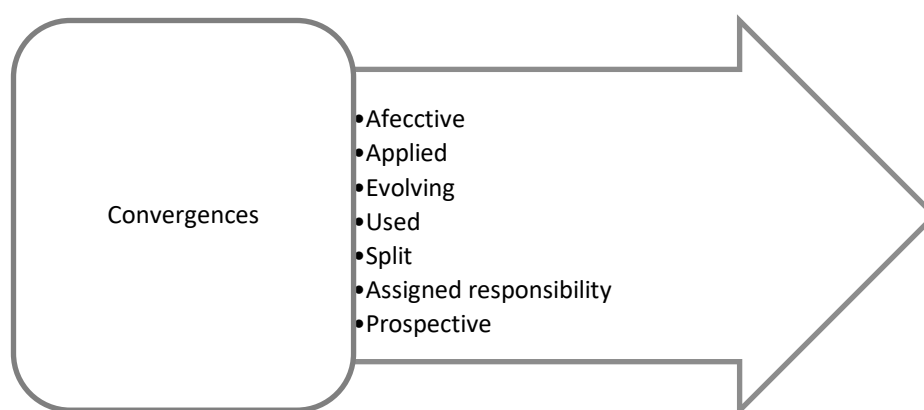 Convergences
•Afecctive
•Applied
•Evolving
•Used
•Split
•Assigned responsibility
•Prospective